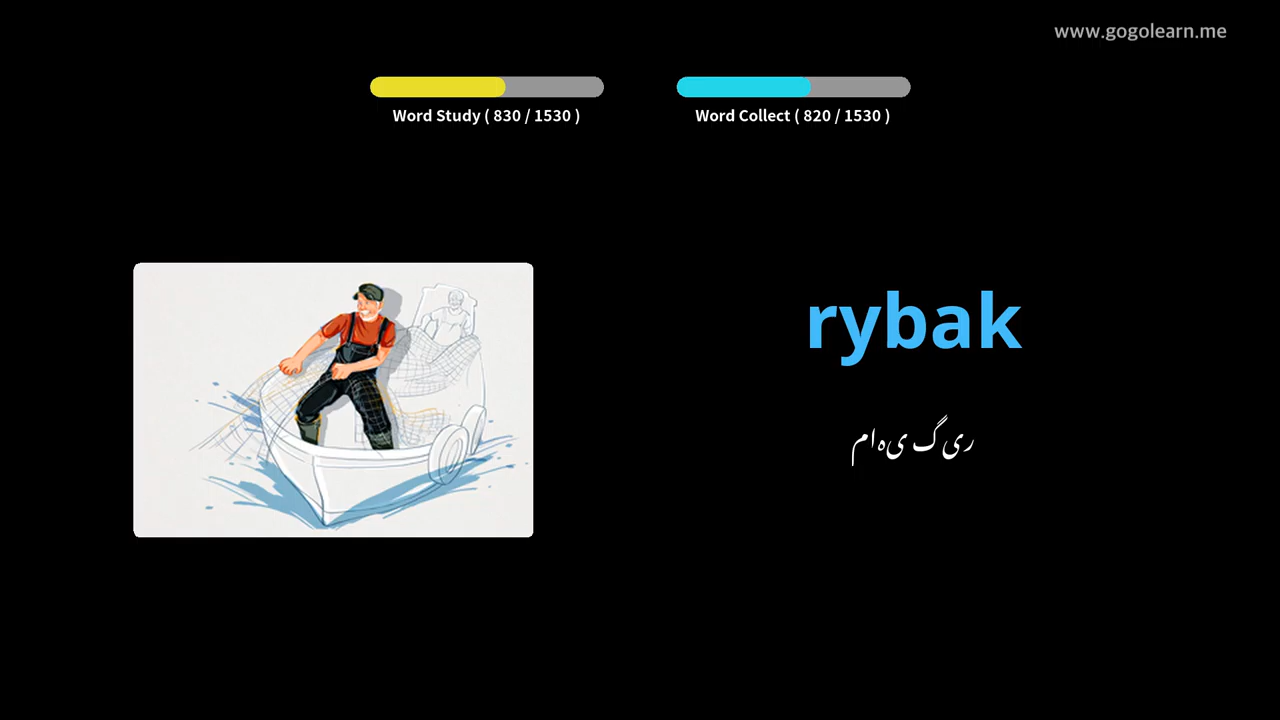 www.gogolearn.me
Word Study ( 830 / 1530 )
Word Collect ( 820 / 1530 )
rybak
ماہی گیر